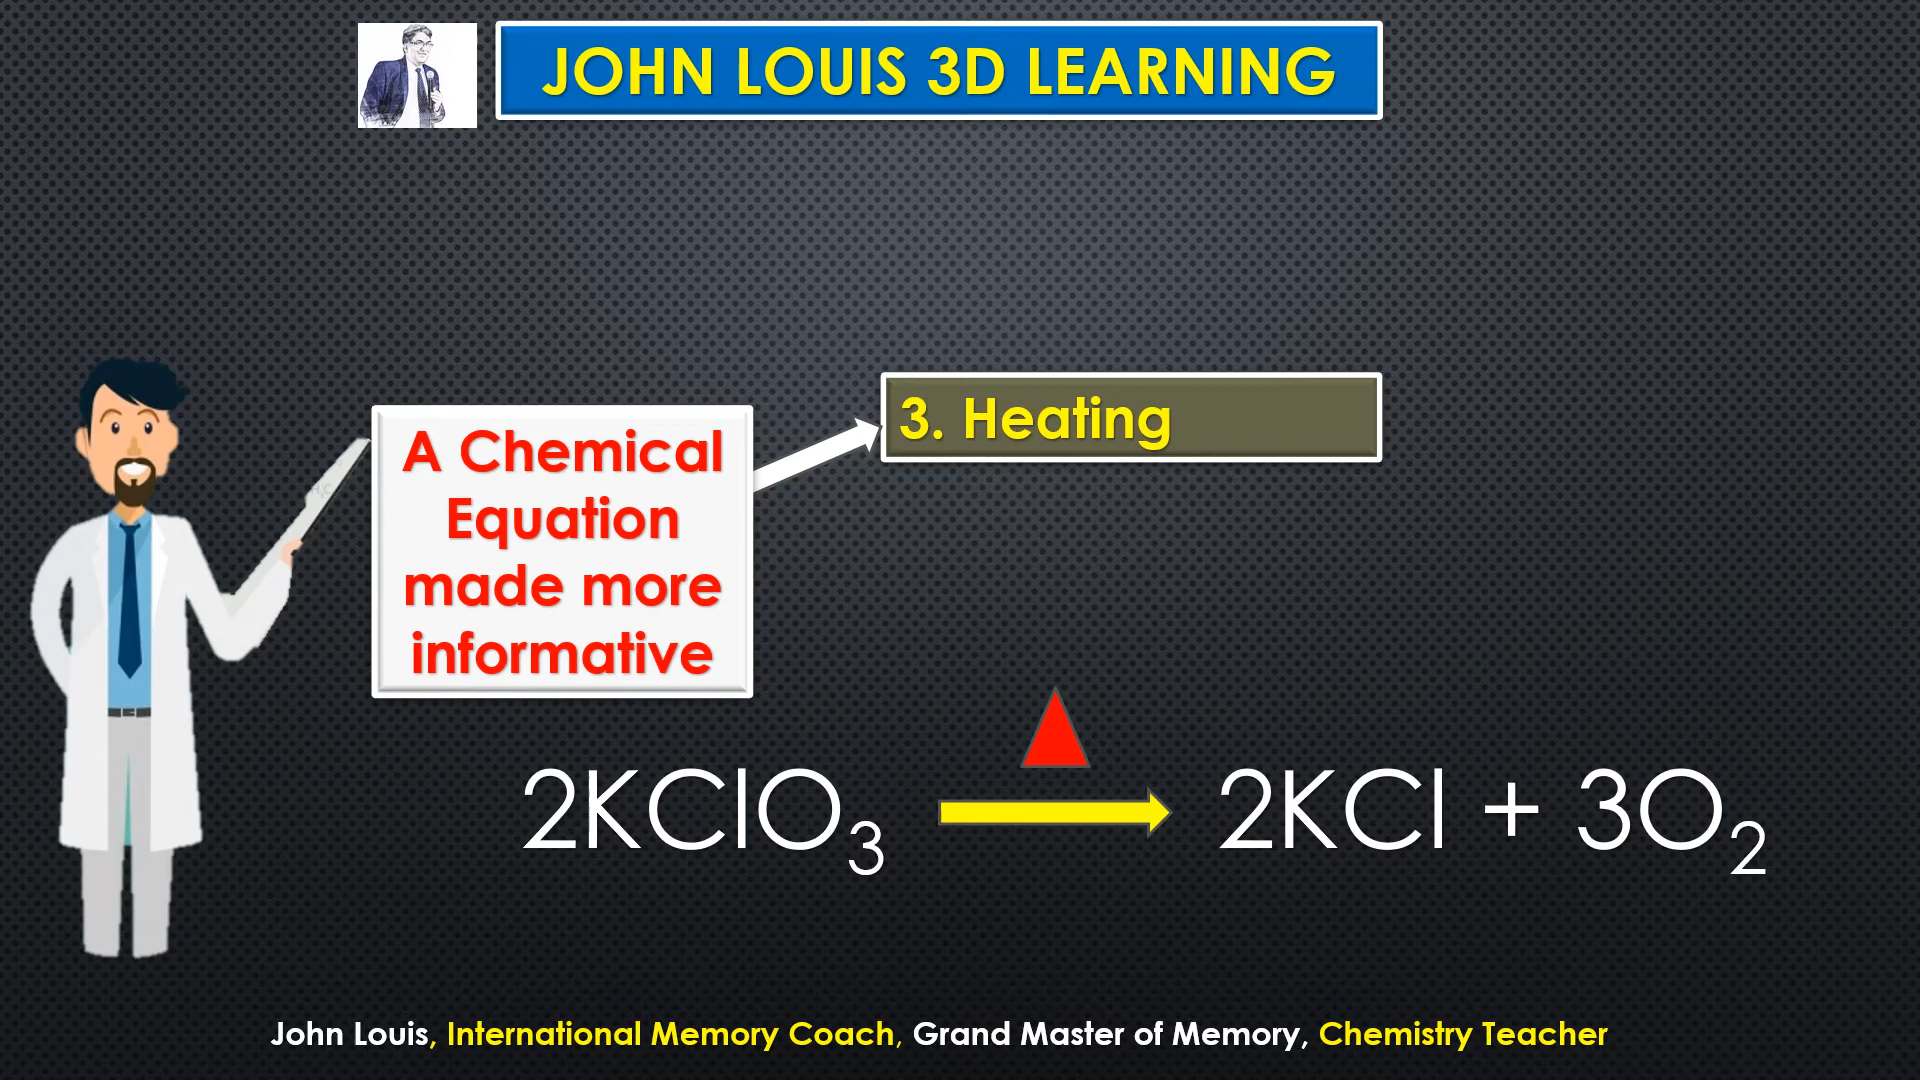 JOHN LOUIS 3D LEARNING
3. Heating
A Chemical
Equation
made more
informative
2KClO₃ → 2KCl + 3O₂
John Louis, International Memory Coach, Grand Master of Memory, Chemistry Teacher